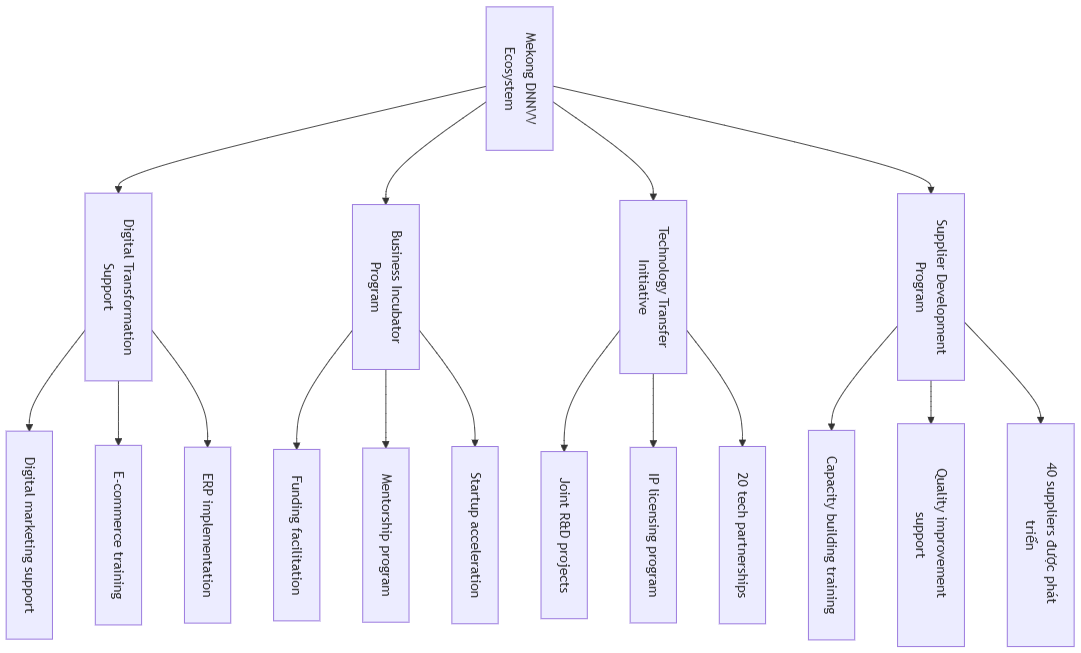 Mekong DNNVV
Ecosystem
Digital Transformation
Support
Business Incubator
Program
Technology Transfer
Initiative
Supplier Development
Program
Digital marketing support
E-commerce training
ERP implementation
Funding facilitation
Mentorship program
Startup acceleration
Joint R&D projects
IP licensing program
20 tech partnerships
Capacity building training
Quality improvement
support
40 suppliers được phát
triển